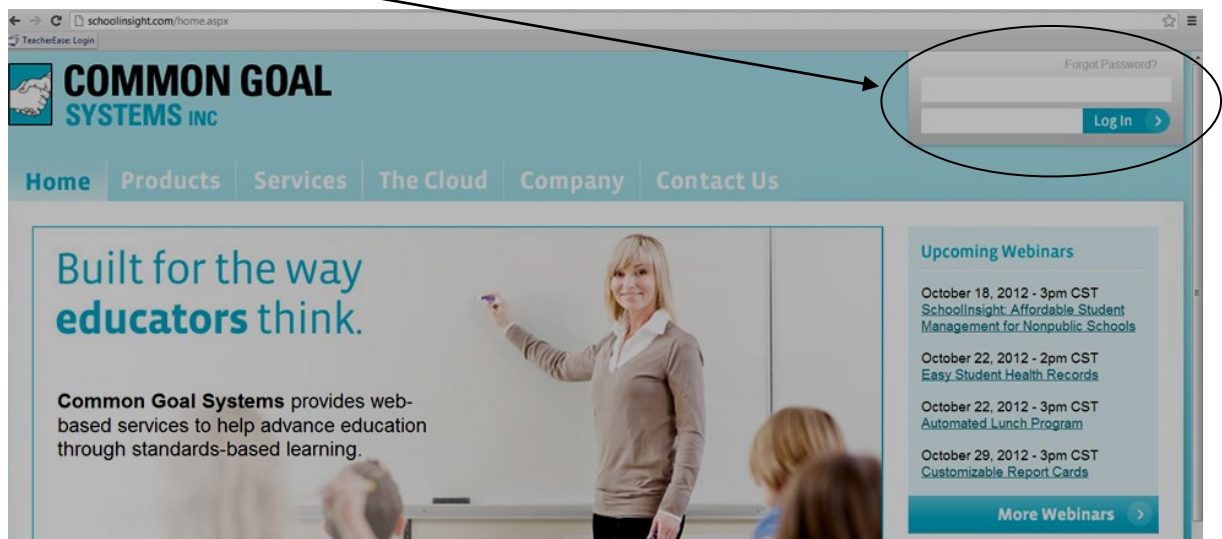 schoolinsight.com/home.aspx
TeacherEase: Login
Forgot Password?
COMMON GOAL
SYSTEMS INC
Log In
Home Products Services The Cloud Company Contact Us
Built for the way
educators think.
Common Goal Systems provides web-
based services to help advance education
through standards-based learning.
Upcoming Webinars
October 18, 2012 - 3pm CST
SchoolInsight: Affordable Student
Management for Nonpublic Schools
October 22, 2012 - 2pm CST
Easy Student Health Records
October 22, 2012 - 3pm CST
Automated Lunch Program
October 29, 2012 - 3pm CST
Customizable Report Cards
More Webinars